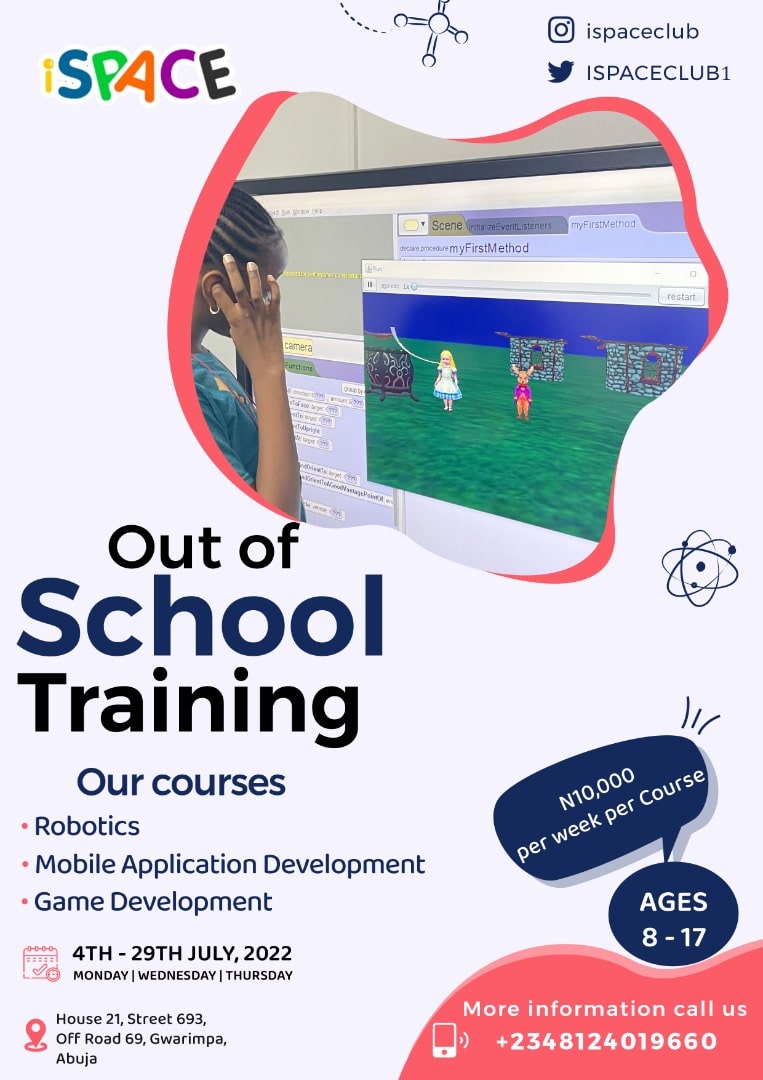 iSPACE
ispaceclub
ISPACECLUB1
Scene initializeEventListeners myFirstMethod
declare procedure myFirstMethod
Run
restart
camera
Out of
School
Training
Our courses
• Robotics
• Mobile Application Development
• Game Development
N10,000
per week per Course
AGES
8 - 17
4TH - 29TH JULY, 2022
MONDAY | WEDNESDAY | THURSDAY
House 21, Street 693,
Off Road 69, Gwarimpa,
Abuja
More information call us
+2348124019660